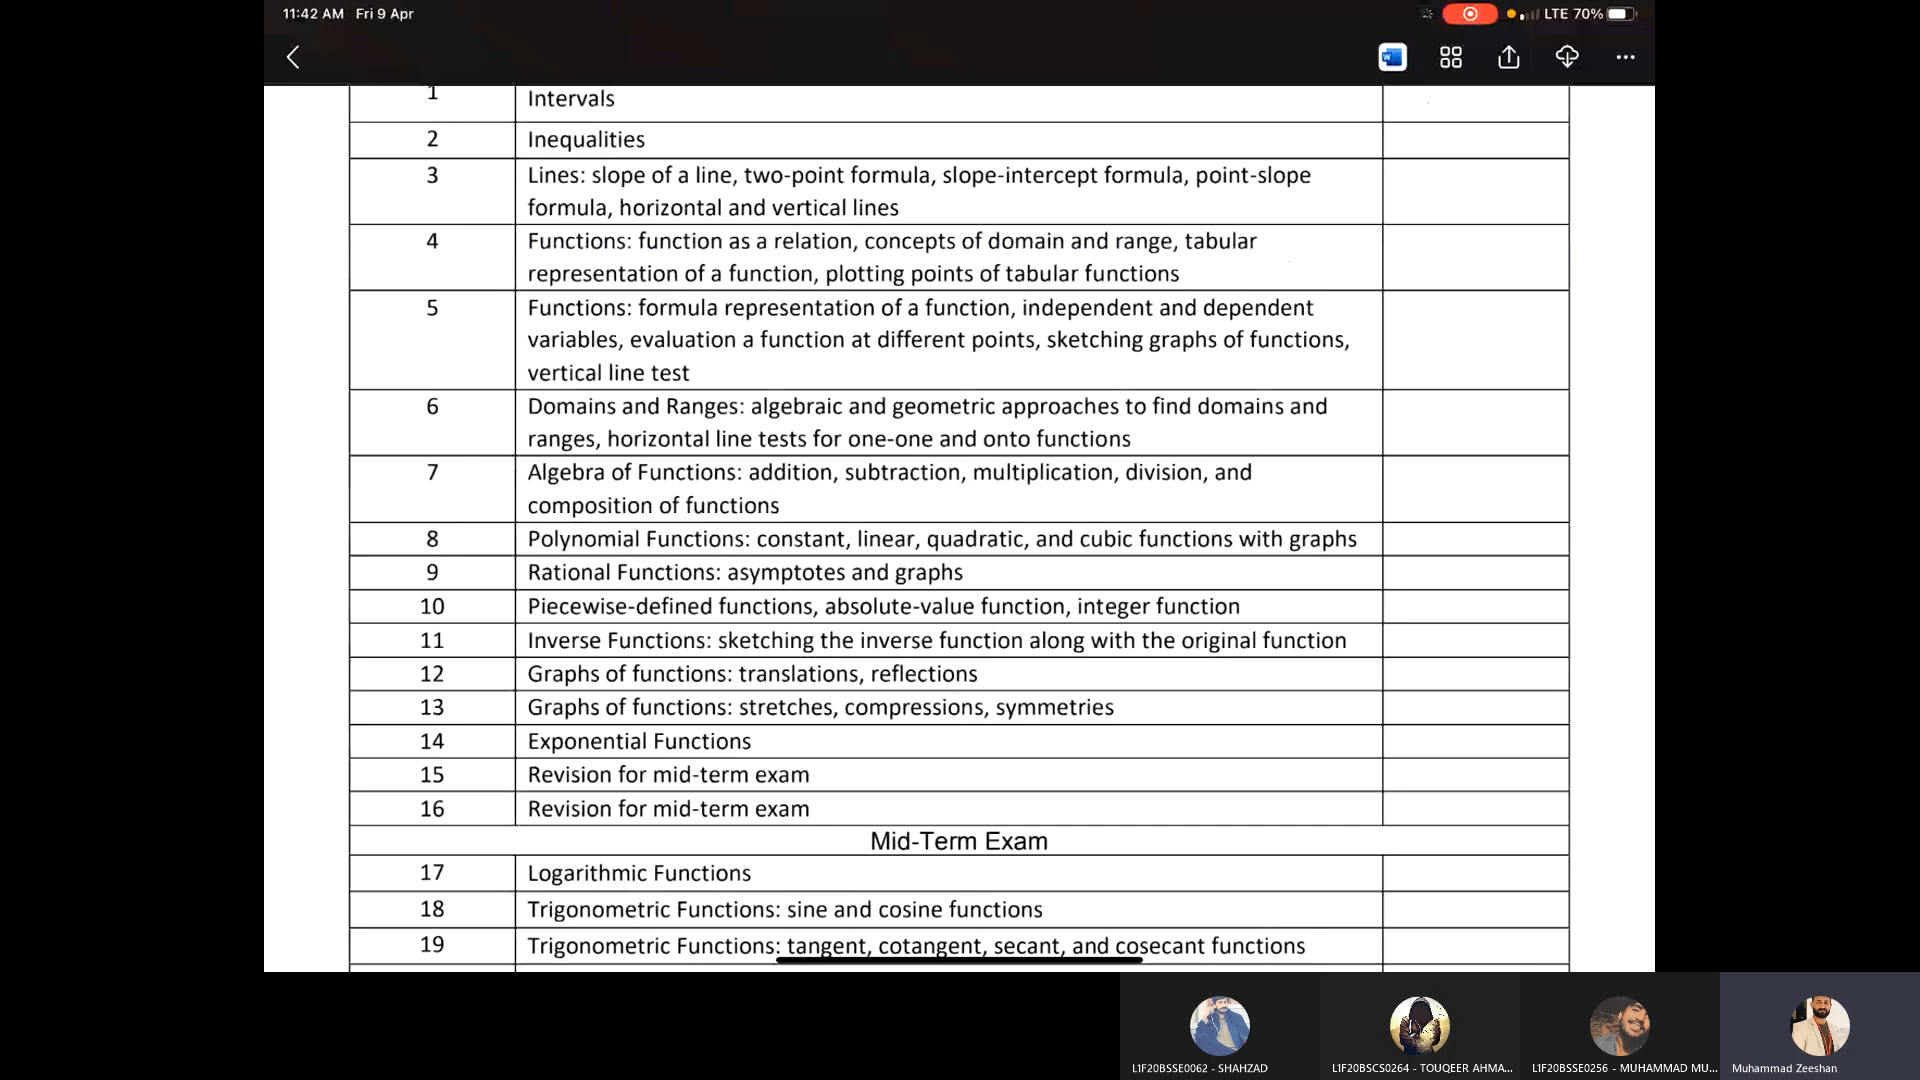 11:42 AM Fri 9 Apr
LTE 70%
1 Intervals
2 Inequalities
3 Lines: slope of a line, two-point formula, slope-intercept formula, point-slope
formula, horizontal and vertical lines
4 Functions: function as a relation, concepts of domain and range, tabular
representation of a function, plotting points of tabular functions
5 Functions: formula representation of a function, independent and dependent
variables, evaluation a function at different points, sketching graphs of functions,
vertical line test
6 Domains and Ranges: algebraic and geometric approaches to find domains and
ranges, horizontal line tests for one-one and onto functions
7 Algebra of Functions: addition, subtraction, multiplication, division, and
composition of functions
8 Polynomial Functions: constant, linear, quadratic, and cubic functions with graphs
9 Rational Functions: asymptotes and graphs
10 Piecewise-defined functions, absolute-value function, integer function
11 Inverse Functions: sketching the inverse function along with the original function
12 Graphs of functions: translations, reflections
13 Graphs of functions: stretches, compressions, symmetries
14 Exponential Functions
15 Revision for mid-term exam
16 Revision for mid-term exam
Mid-Term Exam
17 Logarithmic Functions
18 Trigonometric Functions: sine and cosine functions
19 Trigonometric Functions: tangent, cotangent, secant, and cosecant functions
L1F20BSSE0062 - SHAHZAD
L1F20BSCS0264 - TOUQEER AHMA...
L1F20BSSE0256 - MUHAMMAD MU...
Muhammad Zeeshan